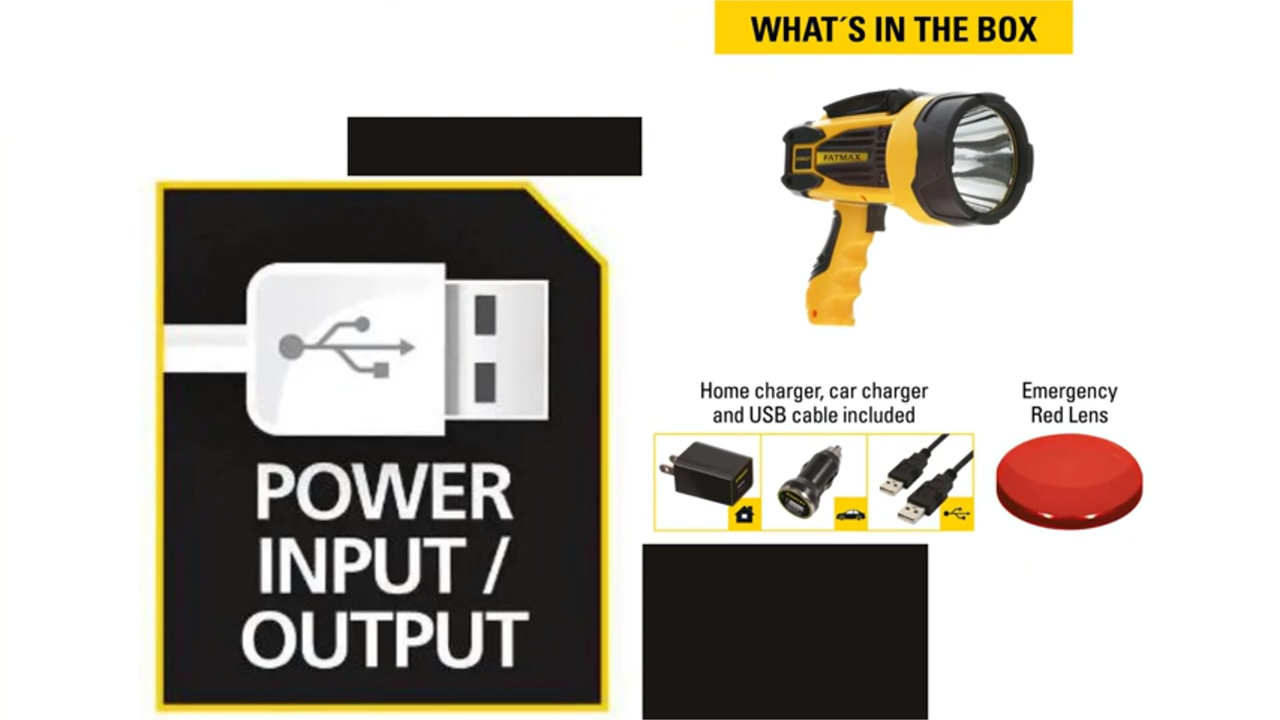 WHAT´S IN THE BOX
FATMAX
Home charger, car charger
and USB cable included
Emergency
Red Lens
POWER
INPUT /
OUTPUT